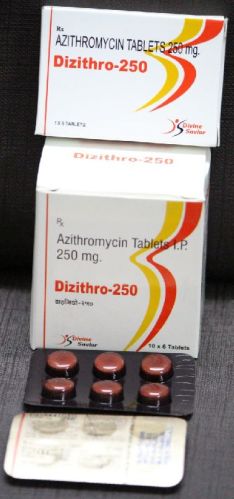 Rx
AZITHROMYCIN TABLETS 250 mg.
Dizithro-250
1X 6 TABLETS
Divine
Savior
Dizithro-250
Rx
Azithromycin Tablets I.P.
250 mg.
Dizithro-250
Divine
Savior
10 x 6 Tablets